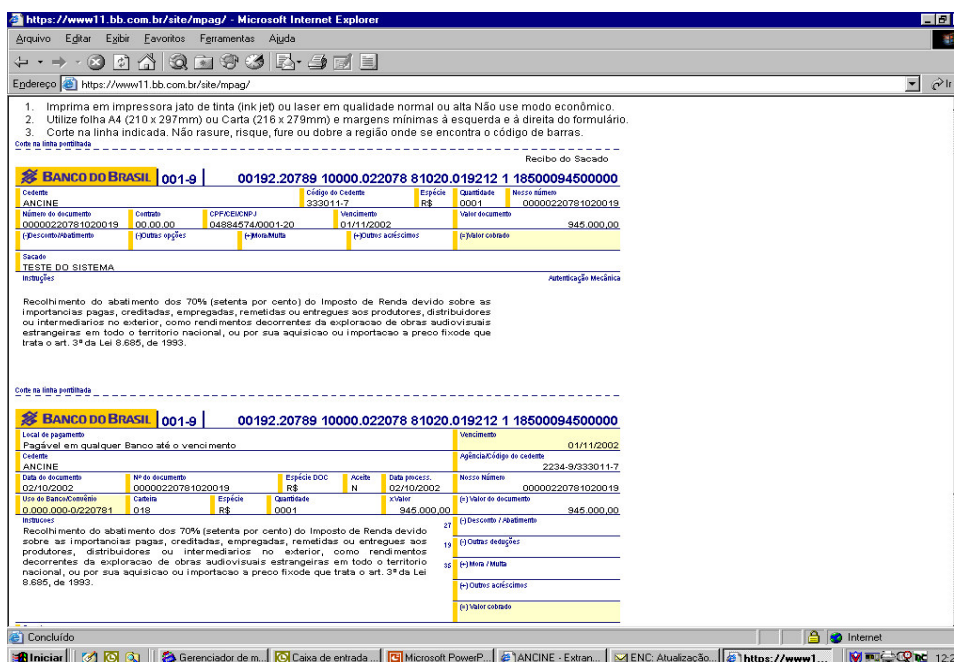 https://www11.bb.com.br/site/mpag/ - Microsoft Internet Explorer
Arquivo Editar Exibir Favoritos Ferramentas Ajuda
Endereço https://www11.bb.com.br/site/mpag/ Ir
1. Imprima em impressora jato de tinta (ink jet) ou laser em qualidade normal ou alta Não use modo econômico.
2. Utilize folha A4 (210 x 297mm) ou Carta (216 x 279mm) e margens mínimas à esquerda e à direita do formulário.
3. Corte na linha indicada. Não rasure, risque, fure ou dobre a região onde se encontra o código de barras.
Corte na linha pontilhada
Recibo do Sacado
BANCO DO BRASIL 001-9 00192.20789 10000.022078 81020.019212 1 18500094500000
Cedente Código do Cedente Espécie Quantidade Nosso número
ANCINE 333011-7 R$ 0001 00000220781020019
Número do documento Contrato CPF/CEI/CNPJ Vencimento Valor documento
00000220781020019 00.00.00 04884574/0001-20 01/11/2002 945.000,00
(-)Desconto/Abatimento (-)Outras opções (+)Mora/Multa (+)Outros acréscimos (=)Valor cobrado
Sacado
TESTE DO SISTEMA
Instruções Autenticação Mecânica
Recolhimento do abatimento dos 70% (setenta por cento) do Imposto de Renda devido sobre as
importancias pagas, creditadas, empregadas, remetidas ou entregues aos produtores, distribuidores
ou intermediarios no exterior, como rendimentos decorrentes da exploracao de obras audiovisuais
estrangeiras em todo o territorio nacional, ou por sua aquisicao ou importacao a preco fixode que
trata o art. 3ª da Lei 8.685, de 1993.
Corte na linha pontilhada
BANCO DO BRASIL 001-9 00192.20789 10000.022078 81020.019212 1 18500094500000
Local de pagamento Vencimento
Pagável em qualquer Banco até o vencimento 01/11/2002
Cedente Agência/Código do cedente
ANCINE 2234-9/333011-7
Data do documento Nº do documento Espécie DOC Aceite Data process. Nosso Número
02/10/2002 00000220781020019 R$ N 02/10/2002 00000220781020019
Uso do Banco/Convênio Carteira Espécie Quantidade xValor (=) Valor do documento
0.000.000-0/220781 018 R$ 0001 945.000,00 945.000,00
Instrucoes 27 (-) Desconto / Abatimento
Recolhimento do abatimento dos 70% (setenta por cento) do Imposto de Renda devido
sobre as importancias pagas, creditadas, empregadas, remetidas ou entregues aos 19 (-) Outras deduções
produtores, distribuidores ou intermediarios no exterior, como rendimentos
decorrentes da exploracao de obras audiovisuais estrangeiras em todo o territorio 35 (+) Mora / Multa
nacional, ou por sua aquisicao ou importacao a preco fixode que trata o art. 3ª da Lei
8.685, de 1993. (+) Outros acréscimos
(=) Valor cobrado
Concluído Internet
Iniciar Gerenciador de m... Caixa de entrada ... Microsoft PowerP... ANCINE - Extran... ENC: Atualização... https://www1... 12:2